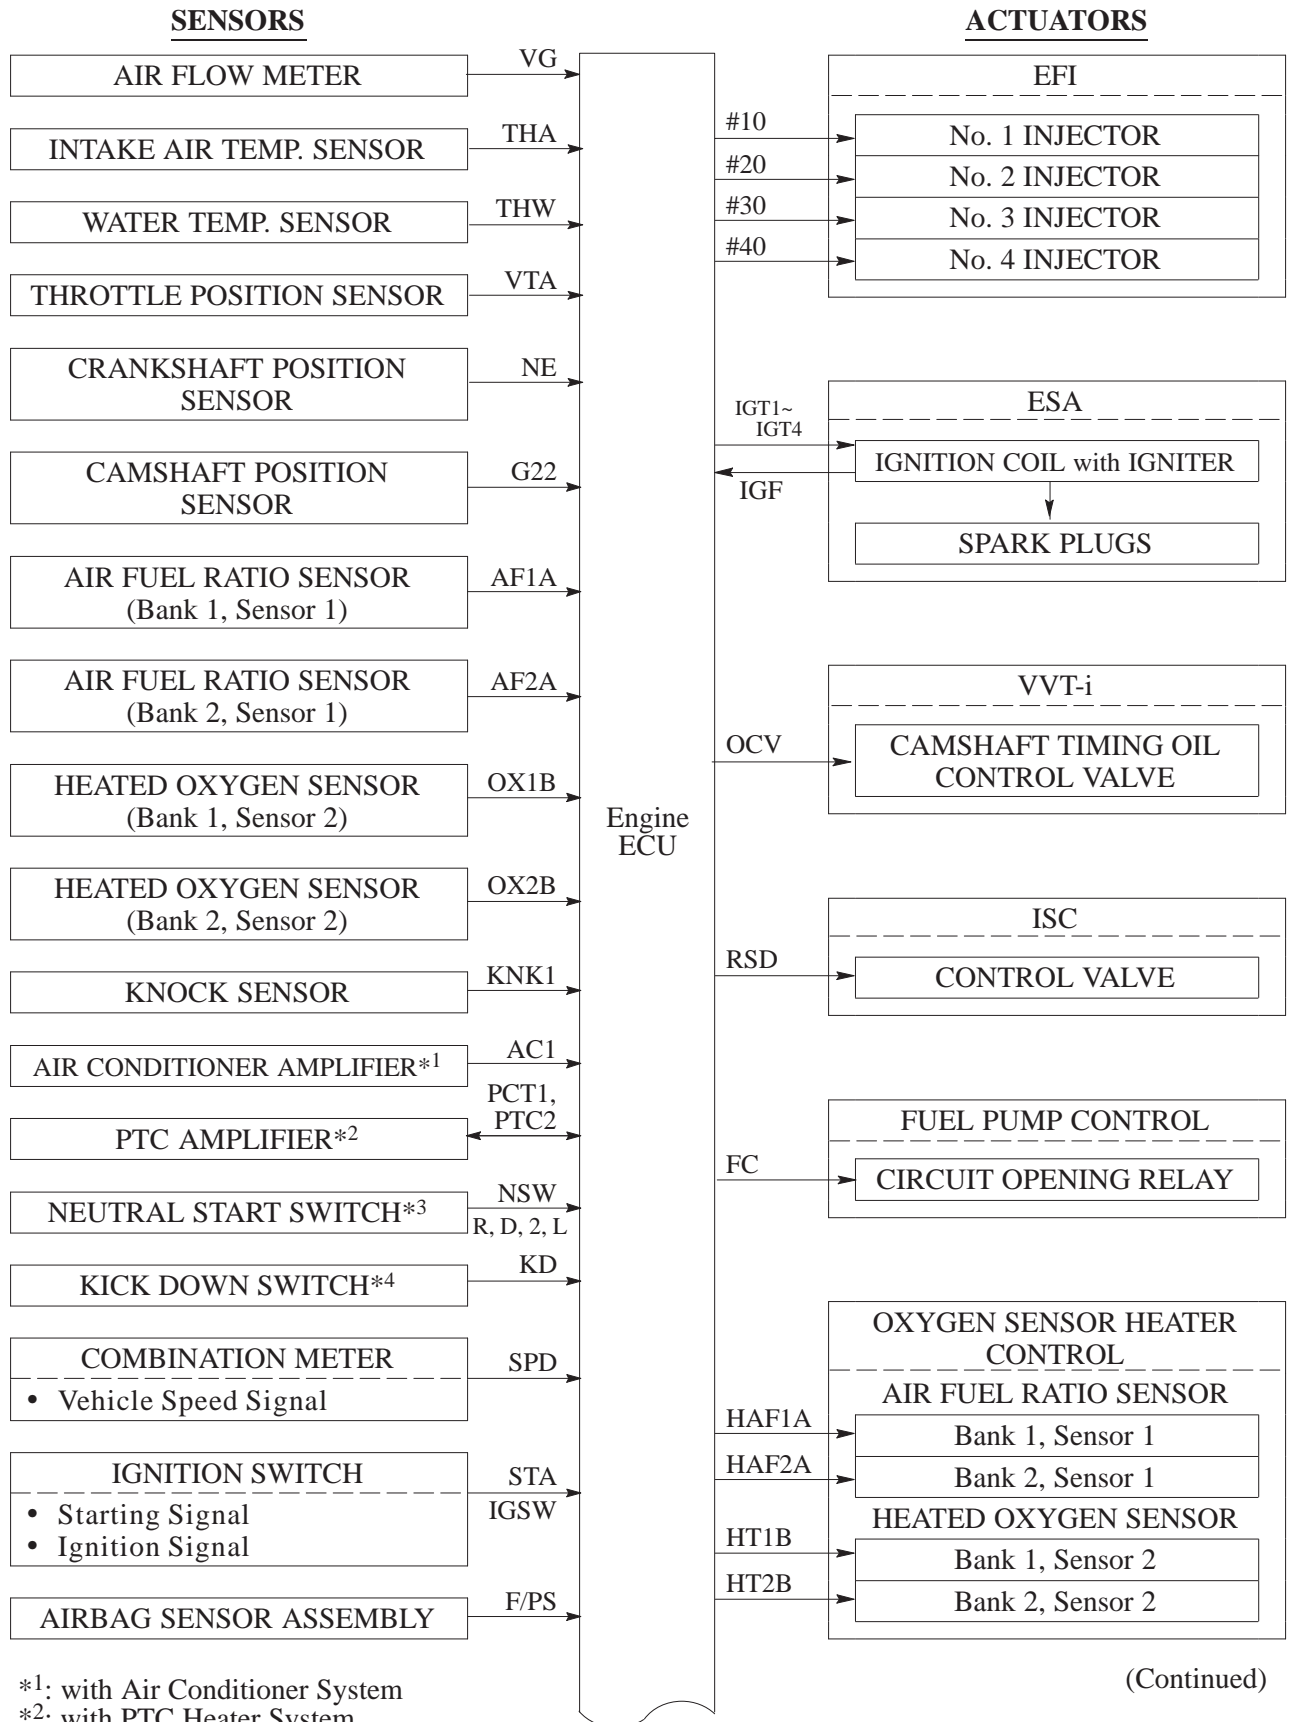 SENSORS
AIR FLOW METER
VG
INTAKE AIR TEMP. SENSOR
THA
WATER TEMP. SENSOR
THW
THROTTLE POSITION SENSOR
VTA
CRANKSHAFT POSITION
SENSOR
NE
CAMSHAFT POSITION
SENSOR
G22
AIR FUEL RATIO SENSOR
(Bank 1, Sensor 1)
AF1A
AIR FUEL RATIO SENSOR
(Bank 2, Sensor 1)
AF2A
HEATED OXYGEN SENSOR
(Bank 1, Sensor 2)
OX1B
HEATED OXYGEN SENSOR
(Bank 2, Sensor 2)
OX2B
KNOCK SENSOR
KNK1
AIR CONDITIONER AMPLIFIER*1
AC1
PTC AMPLIFIER*2
PCT1,
PTC2
NEUTRAL START SWITCH*3
NSW
R, D, 2, L
KICK DOWN SWITCH*4
KD
COMBINATION METER
• Vehicle Speed Signal
SPD
IGNITION SWITCH
• Starting Signal
• Ignition Signal
STA
IGSW
AIRBAG SENSOR ASSEMBLY
F/PS
Engine
ECU
ACTUATORS
EFI
#10
No. 1 INJECTOR
#20
No. 2 INJECTOR
#30
No. 3 INJECTOR
#40
No. 4 INJECTOR
ESA
IGT1~
IGT4
IGNITION COIL with IGNITER
IGF
SPARK PLUGS
VVT-i
OCV
CAMSHAFT TIMING OIL
CONTROL VALVE
ISC
RSD
CONTROL VALVE
FUEL PUMP CONTROL
FC
CIRCUIT OPENING RELAY
OXYGEN SENSOR HEATER
CONTROL
AIR FUEL RATIO SENSOR
HAF1A
Bank 1, Sensor 1
HAF2A
Bank 2, Sensor 1
HEATED OXYGEN SENSOR
HT1B
Bank 1, Sensor 2
HT2B
Bank 2, Sensor 2
(Continued)
*1: with Air Conditioner System
*2: with PTC Heater System